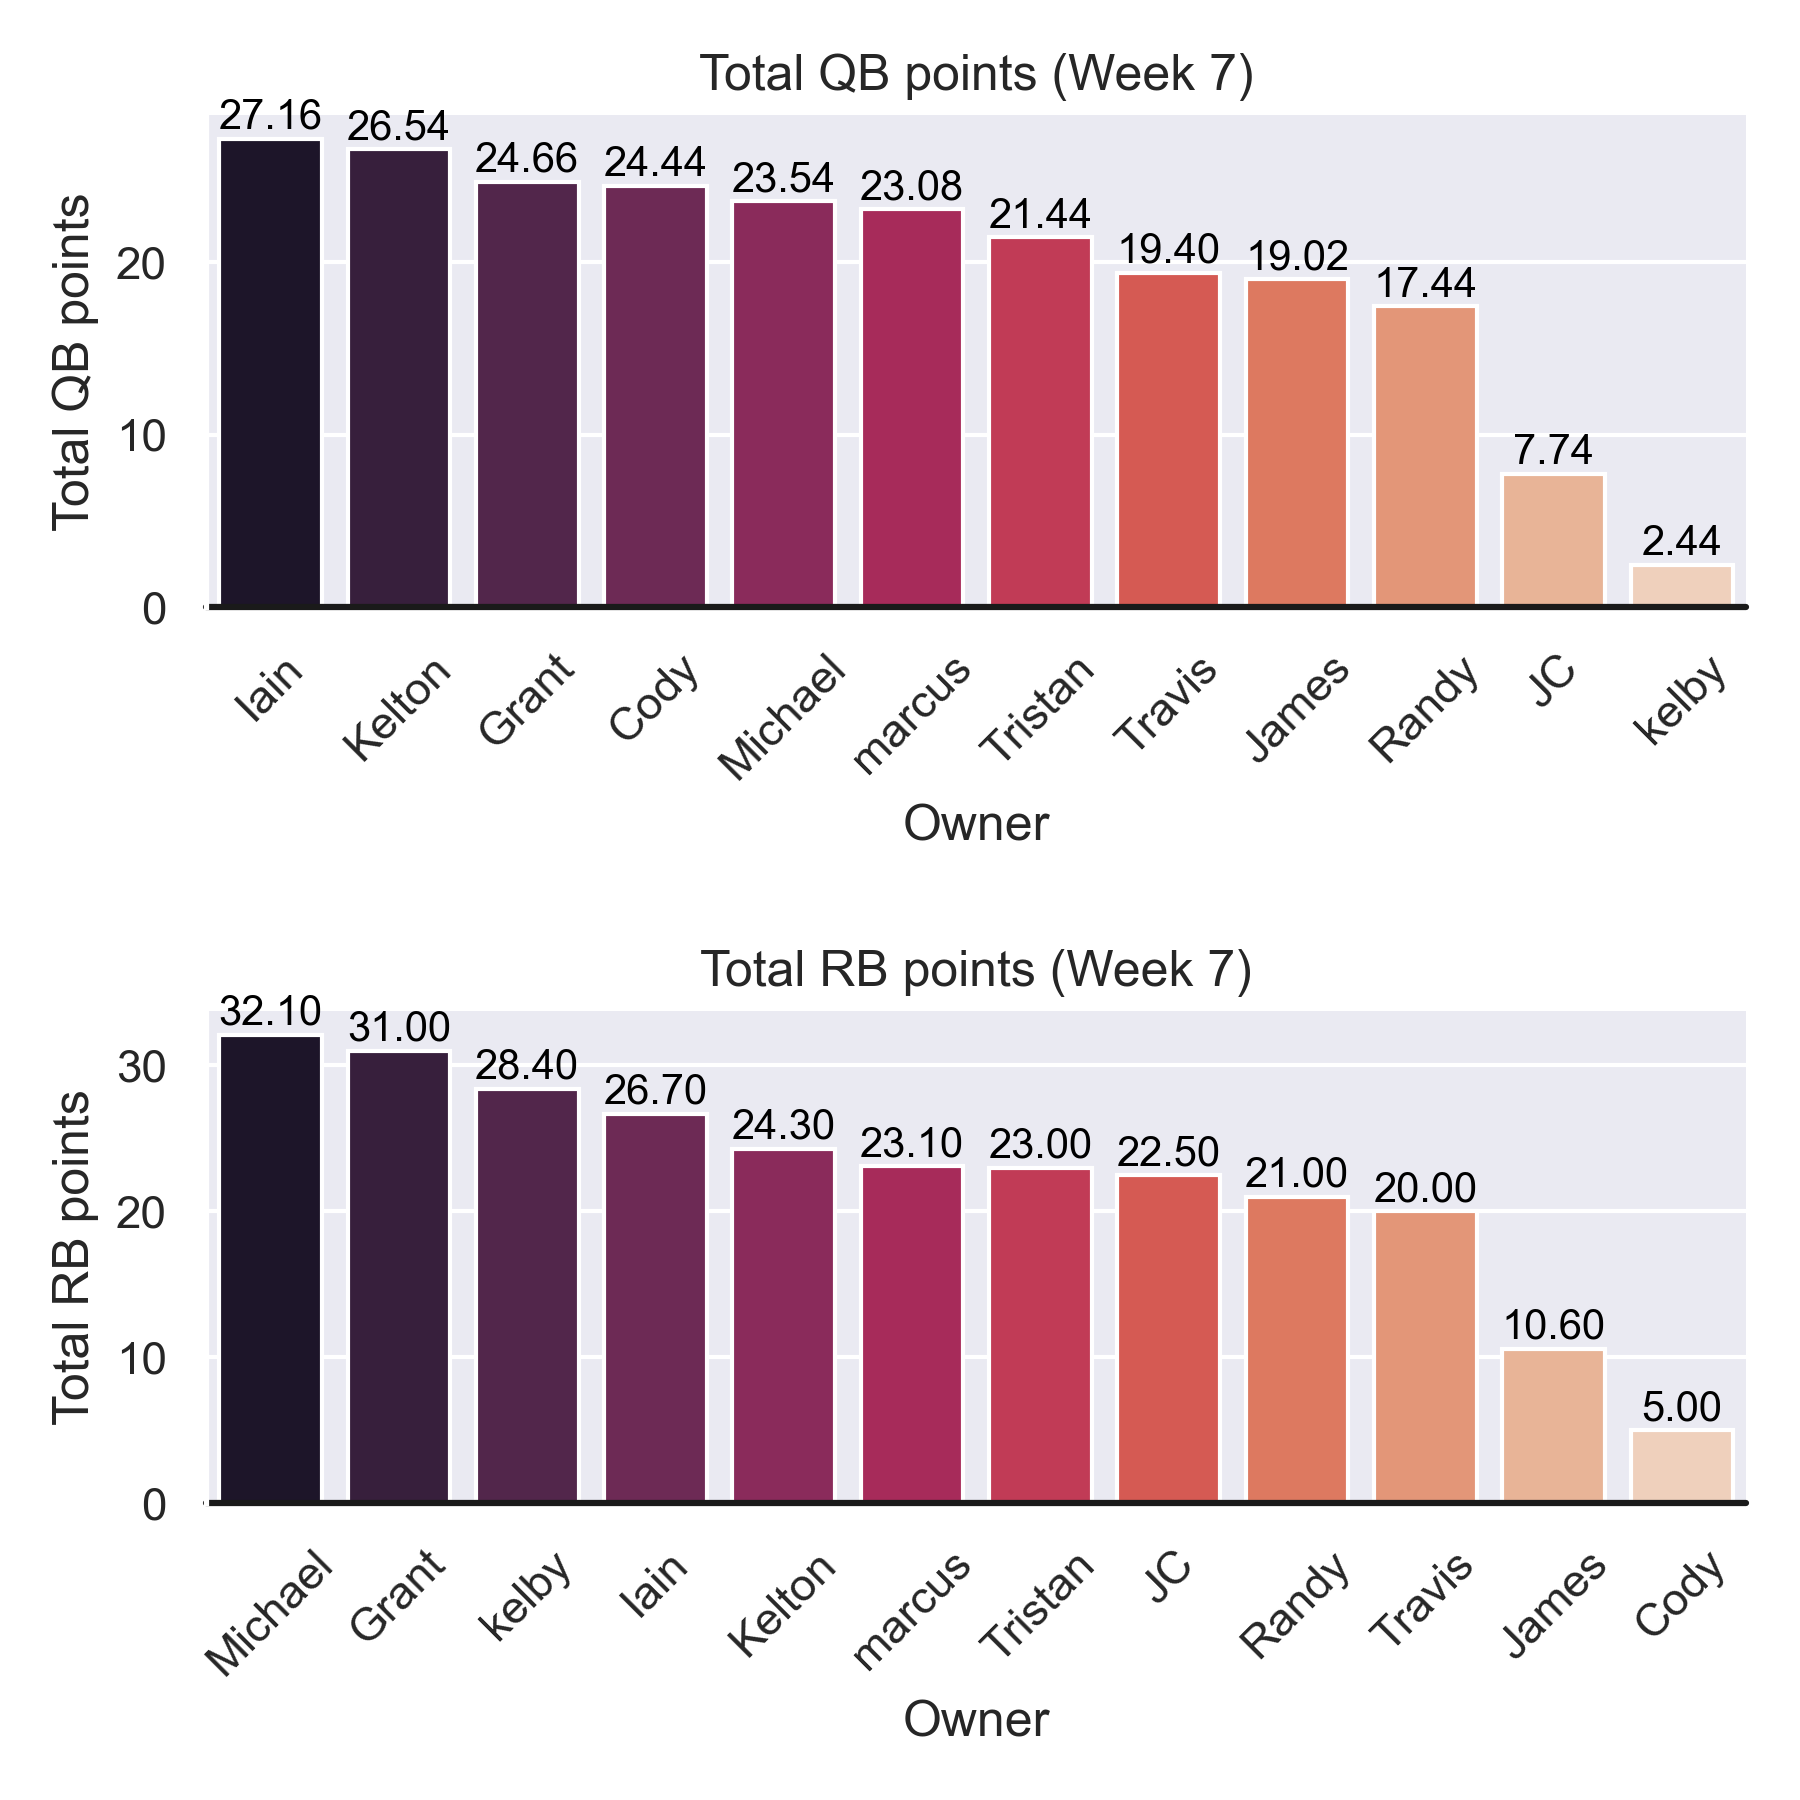 Total QB points (Week 7)
27.16 26.54 24.66 24.44 23.54 23.08 21.44 19.40 19.02 17.44 7.74 2.44
Total QB points
20
10
0
Iain Kelton Grant Cody Michael marcus Tristan Travis James Randy JC kelby
Owner
Total RB points (Week 7)
32.10 31.00 28.40 26.70 24.30 23.10 23.00 22.50 21.00 20.00 10.60 5.00
Total RB points
30
20
10
0
Michael Grant kelby Iain Kelton marcus Tristan JC Randy Travis James Cody
Owner